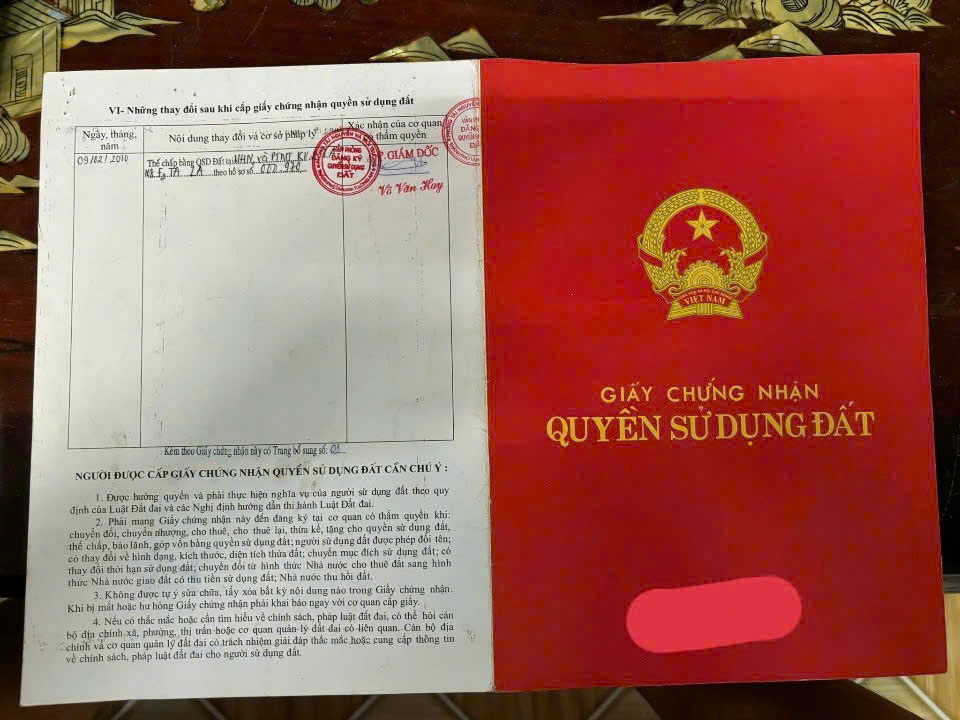 VI- Những thay đổi sau khi cấp giấy chứng nhận quyền sử dụng đất
Ngày, tháng, năm
Nội dung thay đổi và cơ sở pháp lý
Xác nhận của cơ quan có thẩm quyền
09/02/2010
Thế chấp bằng QSD Đất tại NHN
theo hồ sơ số
VĂN PHÒNG
ĐĂNG KÝ
QUYỀN SỬ DỤNG
ĐẤT
P. GIÁM ĐỐC
Võ Văn Huy
Kèm theo Giấy chứng nhận này có Trang bổ sung số: 01
NGƯỜI ĐƯỢC CẤP GIẤY CHỨNG NHẬN QUYỀN SỬ DỤNG ĐẤT CẦN CHÚ Ý :
1. Được hưởng quyền và phải thực hiện nghĩa vụ của người sử dụng đất theo quy
định của Luật Đất đai và các Nghị định hướng dẫn thi hành Luật Đất đai.
2. Phải mang Giấy chứng nhận này đến đăng ký tại cơ quan có thẩm quyền khi:
chuyển đổi, chuyển nhượng, cho thuê, cho thuê lại, thừa kế, tặng cho quyền sử dụng đất,
thế chấp, bảo lãnh, góp vốn bằng quyền sử dụng đất; người sử dụng đất được phép đổi tên;
có thay đổi về hình dạng, kích thước, diện tích thửa đất; chuyển mục đích sử dụng đất; có
thay đổi thời hạn sử dụng đất; chuyển đổi từ hình thức Nhà nước cho thuê đất sang hình
thức Nhà nước giao đất có thu tiền sử dụng đất; Nhà nước thu hồi đất.
3. Không được tự ý sửa chữa, tẩy xóa bất kỳ nội dung nào trong Giấy chứng nhận.
Khi bị mất hoặc hư hỏng Giấy chứng nhận phải khai báo ngay với cơ quan cấp giấy.
4. Nếu có thắc mắc hoặc cần tìm hiểu về chính sách, pháp luật đất đai, có thể hỏi cán
bộ địa chính xã, phường, thị trấn hoặc cơ quan quản lý đất đai có liên quan. Cán bộ địa
chính và cơ quan quản lý đất đai có trách nhiệm giải đáp thắc mắc hoặc cung cấp thông tin
về chính sách, pháp luật đất đai cho người sử dụng đất.
VIỆT NAM
GIẤY CHỨNG NHẬN
QUYỀN SỬ DỤNG ĐẤT